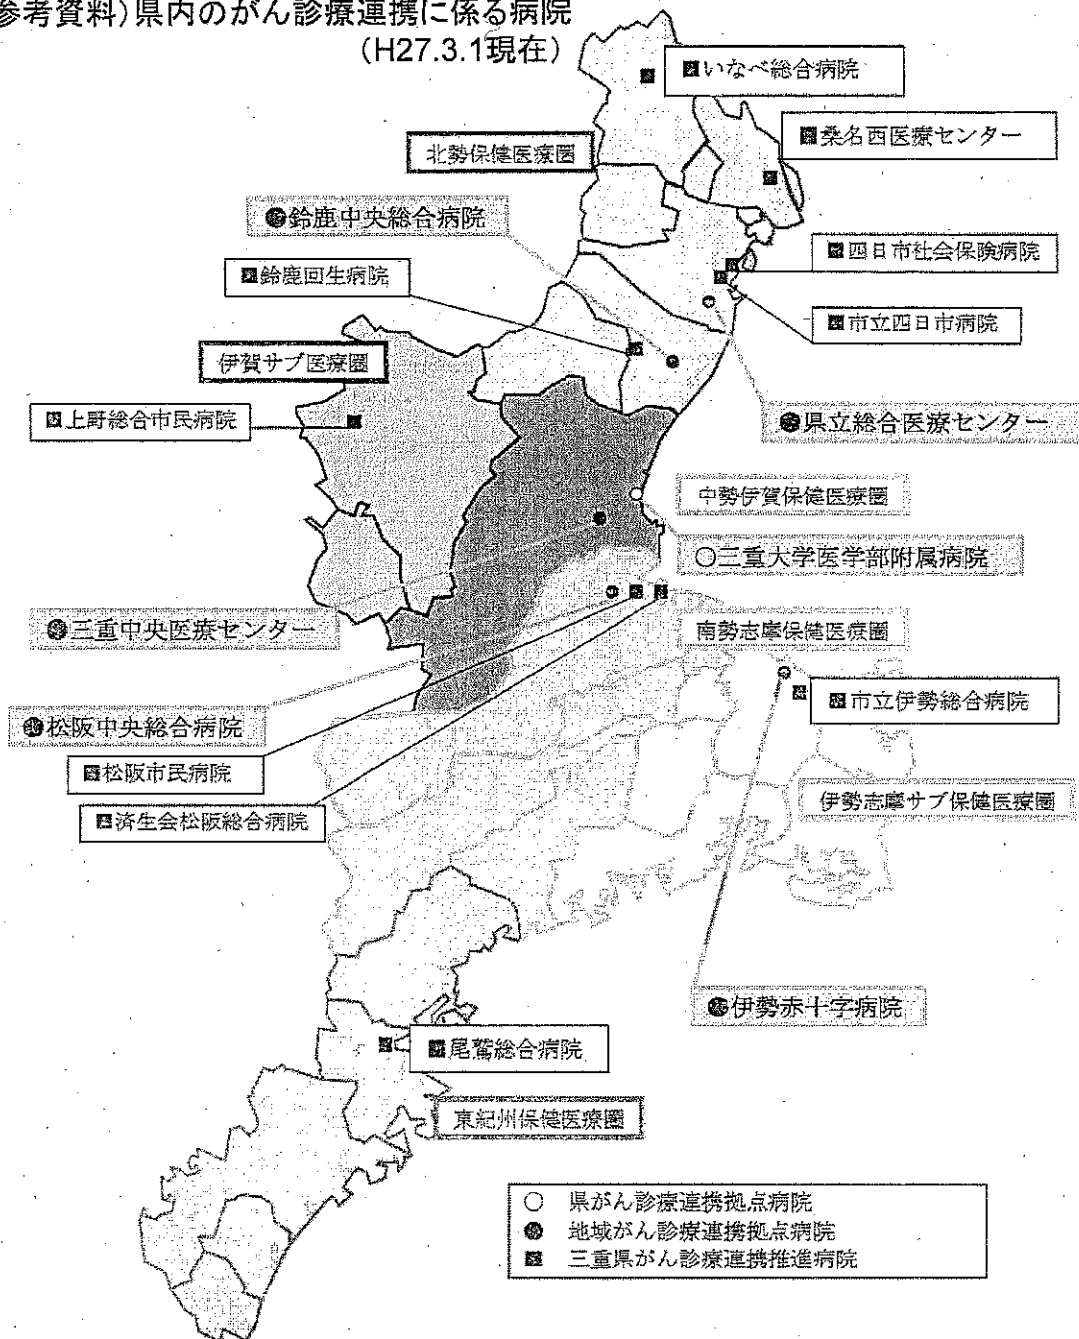 参考資料)県内のがん診療連携に係る病院
(H27.3.1現在)
■いなべ総合病院
■桑名西医療センター
北勢保健医療圏
●鈴鹿中央総合病院
■四日市社会保険病院
■鈴鹿回生病院
■市立四日市病院
伊賀サブ医療圏
■上野総合市民病院
●県立総合医療センター
中勢伊賀保健医療圏
○三重大学医学部附属病院
●三重中央医療センター
南勢志摩保健医療圏
■市立伊勢総合病院
●松阪中央総合病院
■松阪市民病院
伊勢志摩サブ保健医療圏
■済生会松阪総合病院
●伊勢赤十字病院
■尾鷲総合病院
東紀州保健医療圏
○ 県がん診療連携拠点病院
● 地域がん診療連携拠点病院
■ 三重県がん診療連携推進病院